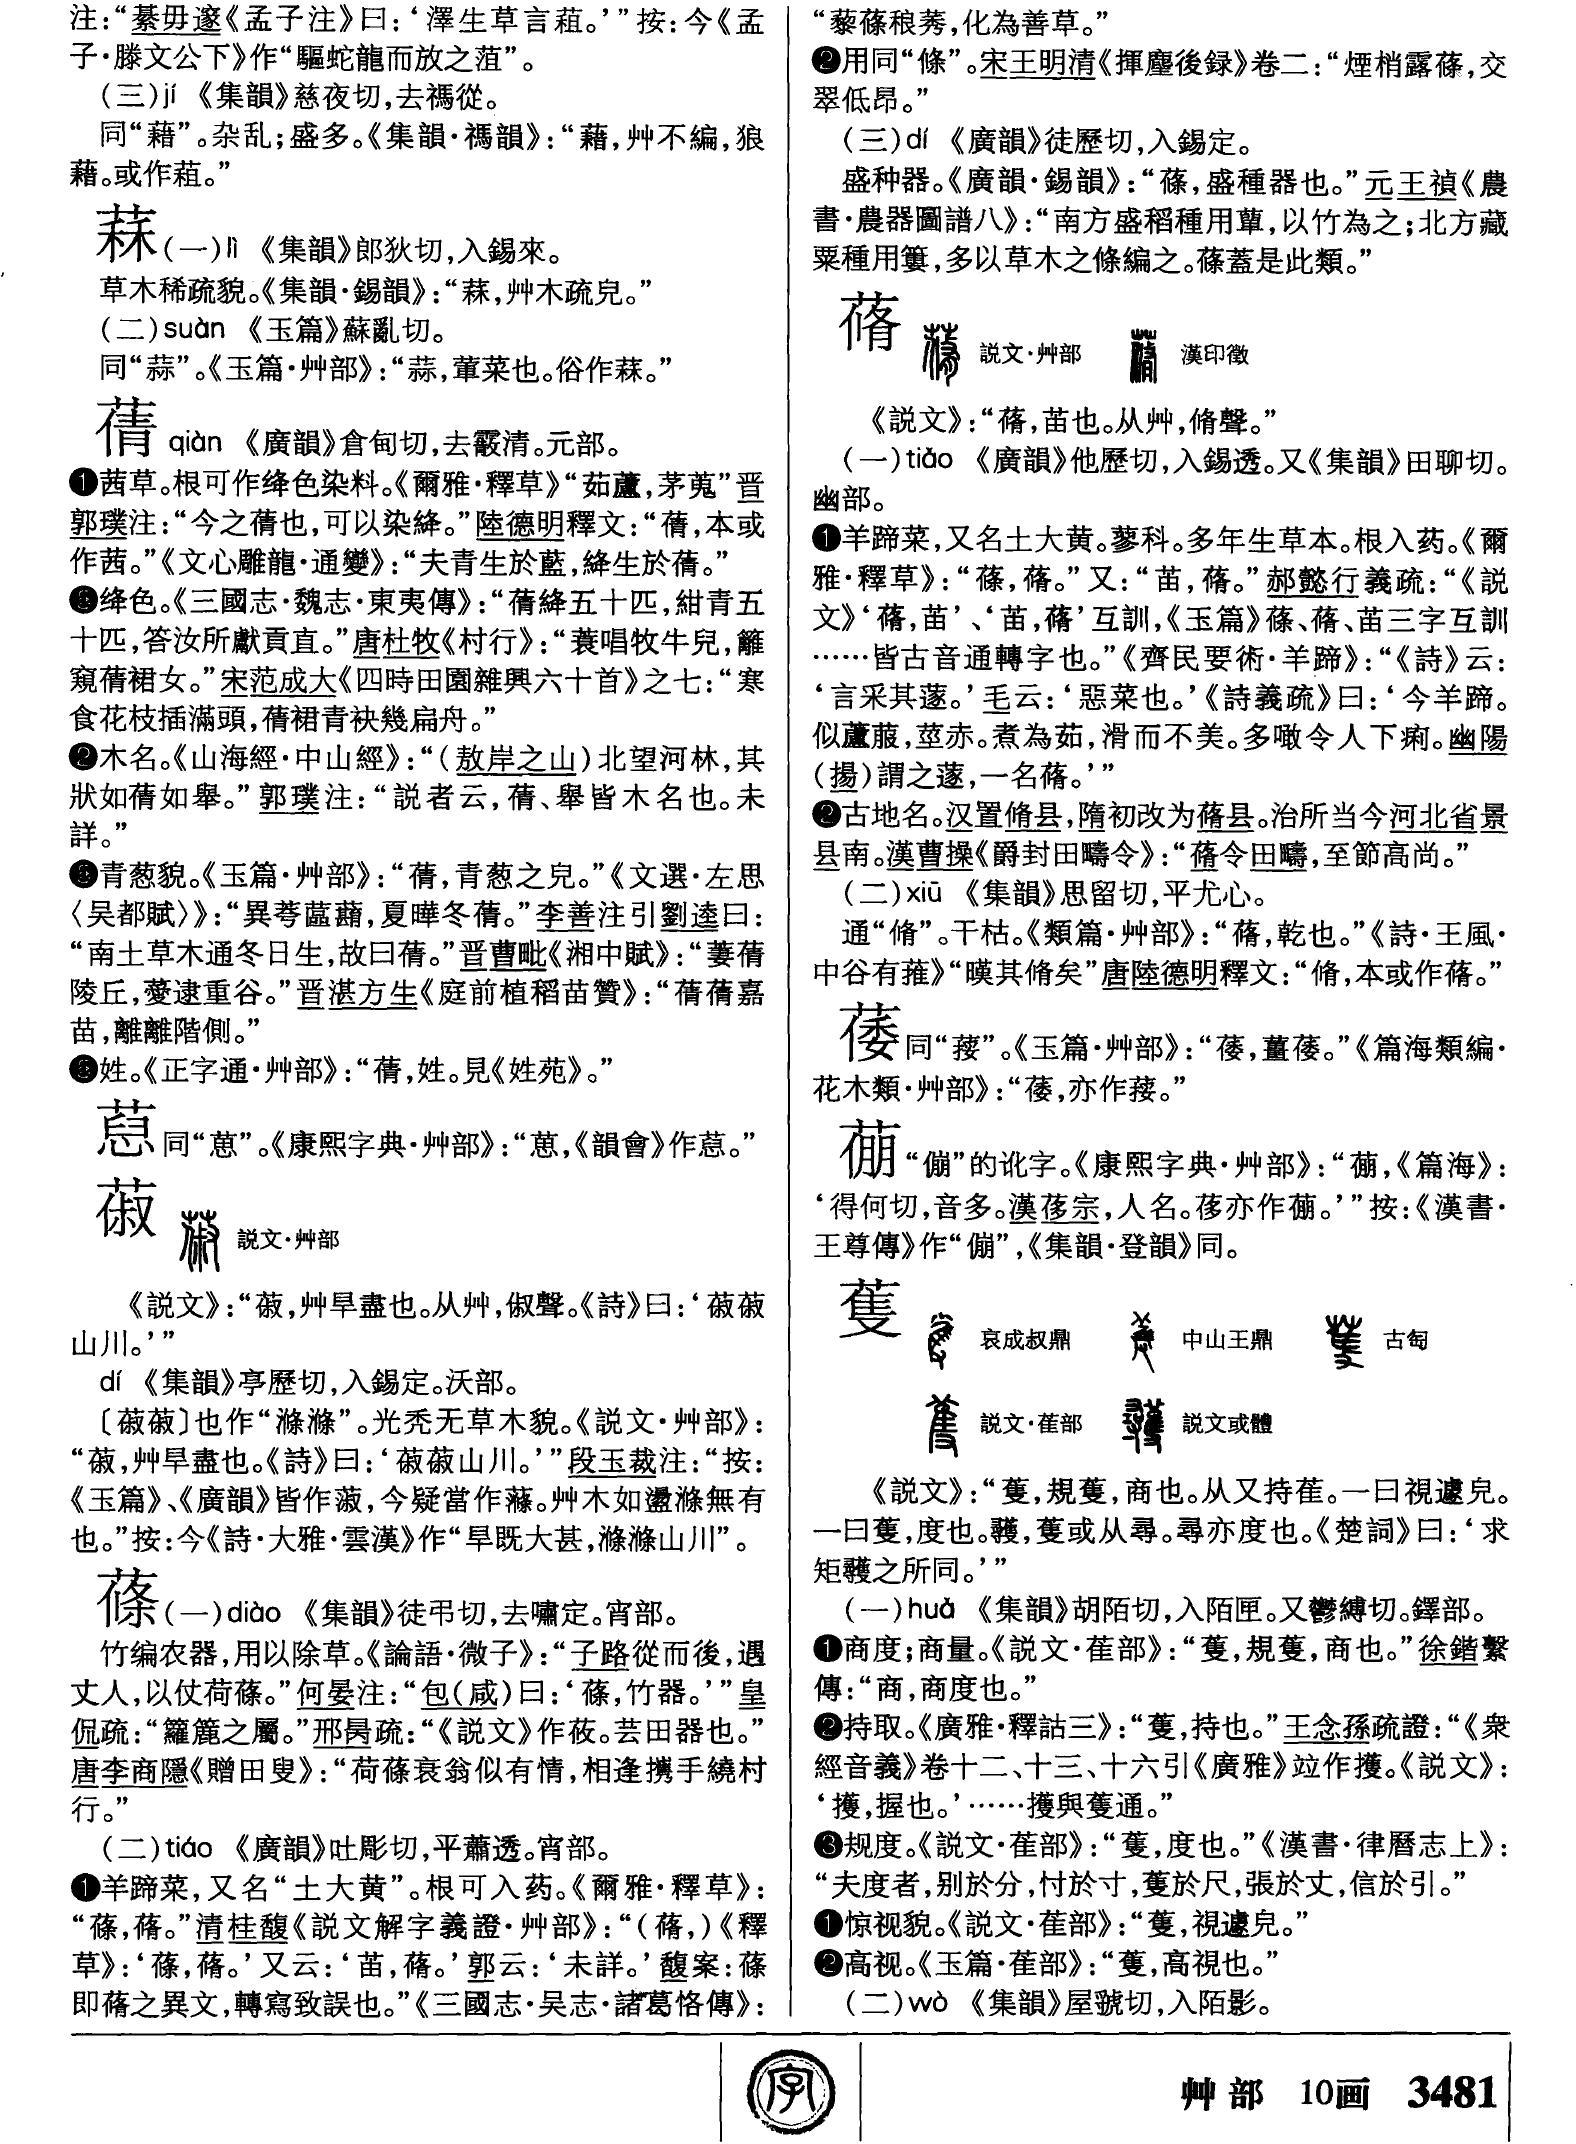 注：“綦毋邃《孟子注》曰：‘澤生草言菹。’”按：今《孟
子·滕文公下》作“驅蛇龍而放之菹”。
（三）jí 《集韻》慈夜切，去禡從。
同“藉”。杂乱；盛多。《集韻·禡韻》：“藉，艸不編，狼
藉。或作蒩。”
蒜（一）lì 《集韻》郎狄切，入錫來。
草木稀疏貌。《集韻·錫韻》：“䔉，艸木疏皃。”
（二）suàn 《玉篇》蘇亂切。
同“蒜”。《玉篇·艸部》：“蒜，葷菜也。俗作䔉。”
蒨 qiàn 《廣韻》倉甸切，去霰清。元部。
❶茜草。根可作绛色染料。《爾雅·釋草》“茹藘，茅蒐”晋
郭璞注：“今之蒨也，可以染絳。”陸德明釋文：“蒨，本或
作茜。”《文心雕龍·通變》：“夫青生於藍，絳生於蒨。”
绛色。《三國志·魏志·東夷傳》：“蒨絳五十匹，紺青五
十匹，答汝所獻貢直。”唐杜牧《村行》：“蓑唱牧牛兒，籬
窺蒨裙女。”宋范成大《四時田園雜興六十首》之七：“寒
食花枝插滿頭，蒨裙青袂幾扁舟。”
❷木名。《山海經·中山經》：“（敖岸之山）北望河林，其
狀如蒨如舉。”郭璞注：“説者云，蒨、舉皆木名也。未
詳。”
❸青葱貌。《玉篇·艸部》：“蒨，青葱之皃。”《文選·左思
〈吴都賦〉》：“異荂蓲蘛，夏曄冬蒨。”李善注引劉逵曰：
“南土草木通冬日生，故曰蒨。”晋曹毗《湘中賦》：“萋蒨
陵丘，薆逮重谷。”晋湛方生《庭前植稻苗贊》：“蒨蒨嘉
苗，離離階側。”
姓。《正字通·艸部》：“蒨，姓。見《姓苑》。”
同“蒽”。《康熙字典·艸部》：“蒽，《韻會》作。”
蔋 説文·艸部
《説文》：“蔋，艸旱盡也。从艸，俶聲。《詩》曰：‘蔋蔋
山川。’”
dí 《集韻》亭歷切，入錫定。沃部。
〔蔋蔋〕也作“滌滌”。光秃无草木貌。《説文·艸部》：
“蔋，艸旱盡也。《詩》曰：‘蔋蔋山川。’”段玉裁注：“按：
《玉篇》、《廣韻》皆作蔋，今疑當作藗。艸木如盪滌無有
也。”按：今《詩·大雅·雲漢》作“旱既大甚，滌滌山川”。
蓧（一）diào 《集韻》徒弔切，去嘯定。宵部。
竹编农器，用以除草。《論語·微子》：“子路從而後，遇
丈人，以仗荷蓧。”何晏注：“包（咸）曰：‘蓧，竹器。’”皇
侃疏：“籮簏之屬。”邢昺疏：“《説文》作莜。芸田器也。”
唐李商隱《贈田叟》：“荷蓧衰翁似有情，相逢攜手繞村
行。”
（二）tiáo 《廣韻》吐彫切，平蕭透。宵部。
❶羊蹄菜，又名“土大黄”。根可入药。《爾雅·釋草》：
“蓧，蓨。”清桂馥《説文解字義證·艸部》：“（蓨，）《釋
草》：‘蓧，蓨。’又云：‘苗，蓨。’郭云：‘未詳。’馥案：蓧
即蓨之異文，轉寫致誤也。”《三國志·吴志·諸葛恪傳》：
“藜蓧稂莠，化為善草。”
❷用同“條”。宋王明清《揮麈後録》卷二：“煙梢露蓧，交
翠低昂。”
（三）dí 《廣韻》徒歷切，入錫定。
盛种器。《廣韻·錫韻》：“蓧，盛種器也。”元王禎《農
書·農器圖譜八》：“南方盛稻種用簞，以竹為之；北方藏
粟種用簍，多以草木之條編之。蓧蓋是此類。”
蓨 説文·艸部 漢印徵
《説文》：“蓨，苗也。从艸，脩聲。”
（一）tiǎo 《廣韻》他歷切，入錫透。又《集韻》田聊切。
幽部。
❶羊蹄菜，又名土大黄。蓼科。多年生草本。根入药。《爾
雅·釋草》：“蓧，蓨。”又：“苗，蓨。”郝懿行義疏：“《説
文》‘蓨，苗’、‘苗，蓨’互訓，《玉篇》蓧、蓨、苗三字互訓
……皆古音通轉字也。”《齊民要術·羊蹄》：“《詩》云：
‘言采其蓫。’毛云：‘惡菜也。’《詩義疏》曰：‘今羊蹄。
似蘆菔，莖赤。煮為茹，滑而不美。多噉令人下痢。幽陽
（揚）謂之蓫，一名蓨。’”
❷古地名。汉置脩县，隋初改为蓨县。治所当今河北省景
县南。漢曹操《爵封田疇令》：“蓨令田疇，至節高尚。”
（二）xiū 《集韻》思留切，平尤心。
通“脩”。干枯。《類篇·艸部》：“蓨，乾也。”《詩·王風·
中谷有蓷》“暵其脩矣”唐陸德明釋文：“脩，本或作蓨。”
同“葰”。《玉篇·艸部》：“，薑。”《篇海類編·
花木類·艸部》：“，亦作葰。”
“傰”的讹字。《康熙字典·艸部》：“，《篇海》：
‘得何切，音多。漢宗，人名。亦作。’”按：《漢書·
王尊傳》作“傰”，《集韻·登韻》同。
蒦 哀成叔鼎 中山王鼎 古匋
説文·萑部 説文或體
《説文》：“蒦，規蒦，商也。从又持萑。一曰視遽皃。
一曰蒦，度也。彠，蒦或从尋。尋亦度也。《楚詞》曰：‘求
矩彠之所同。’”
（一）huò 《集韻》胡陌切，入陌匣。又鬱縛切。鐸部。
❶商度；商量。《説文·萑部》：“蒦，規蒦，商也。”徐鍇繫
傳：“商，商度也。”
❷持取。《廣雅·釋詁三》：“蒦，持也。”王念孫疏證：“《衆
經音義》卷十二、十三、十六引《廣雅》竝作擭。《説文》：
‘擭，握也。’……擭與蒦通。”
❸规度。《説文·萑部》：“蒦，度也。”《漢書·律曆志上》：
“夫度者，别於分，忖於寸，蒦於尺，張於丈，信於引。”
❶惊视貌。《説文·萑部》：“蒦，視遽皃。”
❷高视。《玉篇·萑部》：“蒦，高視也。”
（二）wò 《集韻》屋虢切，入陌影。
字
艸部 10画 3481